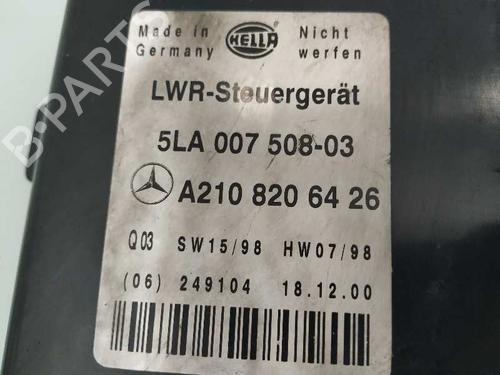 Made in Germany HELLA Nicht werfen
LWR-Steuergerät
5LA 007 508-03
A210 820 64 26
Q03 SW15/98 HW07/98
(06) 249104 18.12.00
B-PARTS